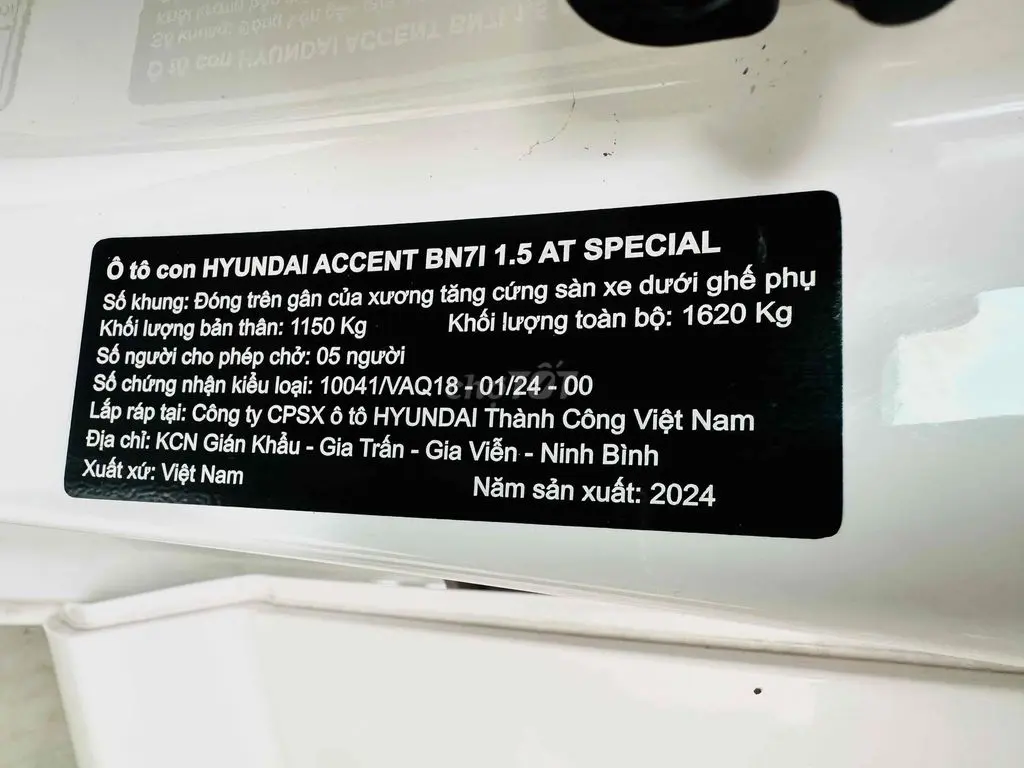 Ô tô con HYUNDAI ACCENT BN7I 1.5 AT SPECIAL
Số khung: Đóng trên gân của xương tăng cứng sàn xe dưới ghế phụ
Khối lượng bản thân: 1150 Kg Khối lượng toàn bộ: 1620 Kg
Số người cho phép chở: 05 người
Số chứng nhận kiểu loại: 10041/VAQ18 - 01/24 - 00
Lắp ráp tại: Công ty CPSX ô tô HYUNDAI Thành Công Việt Nam
Địa chỉ: KCN Gián Khẩu - Gia Trấn - Gia Viễn - Ninh Bình
Xuất xứ: Việt Nam Năm sản xuất: 2024
chợTỐT